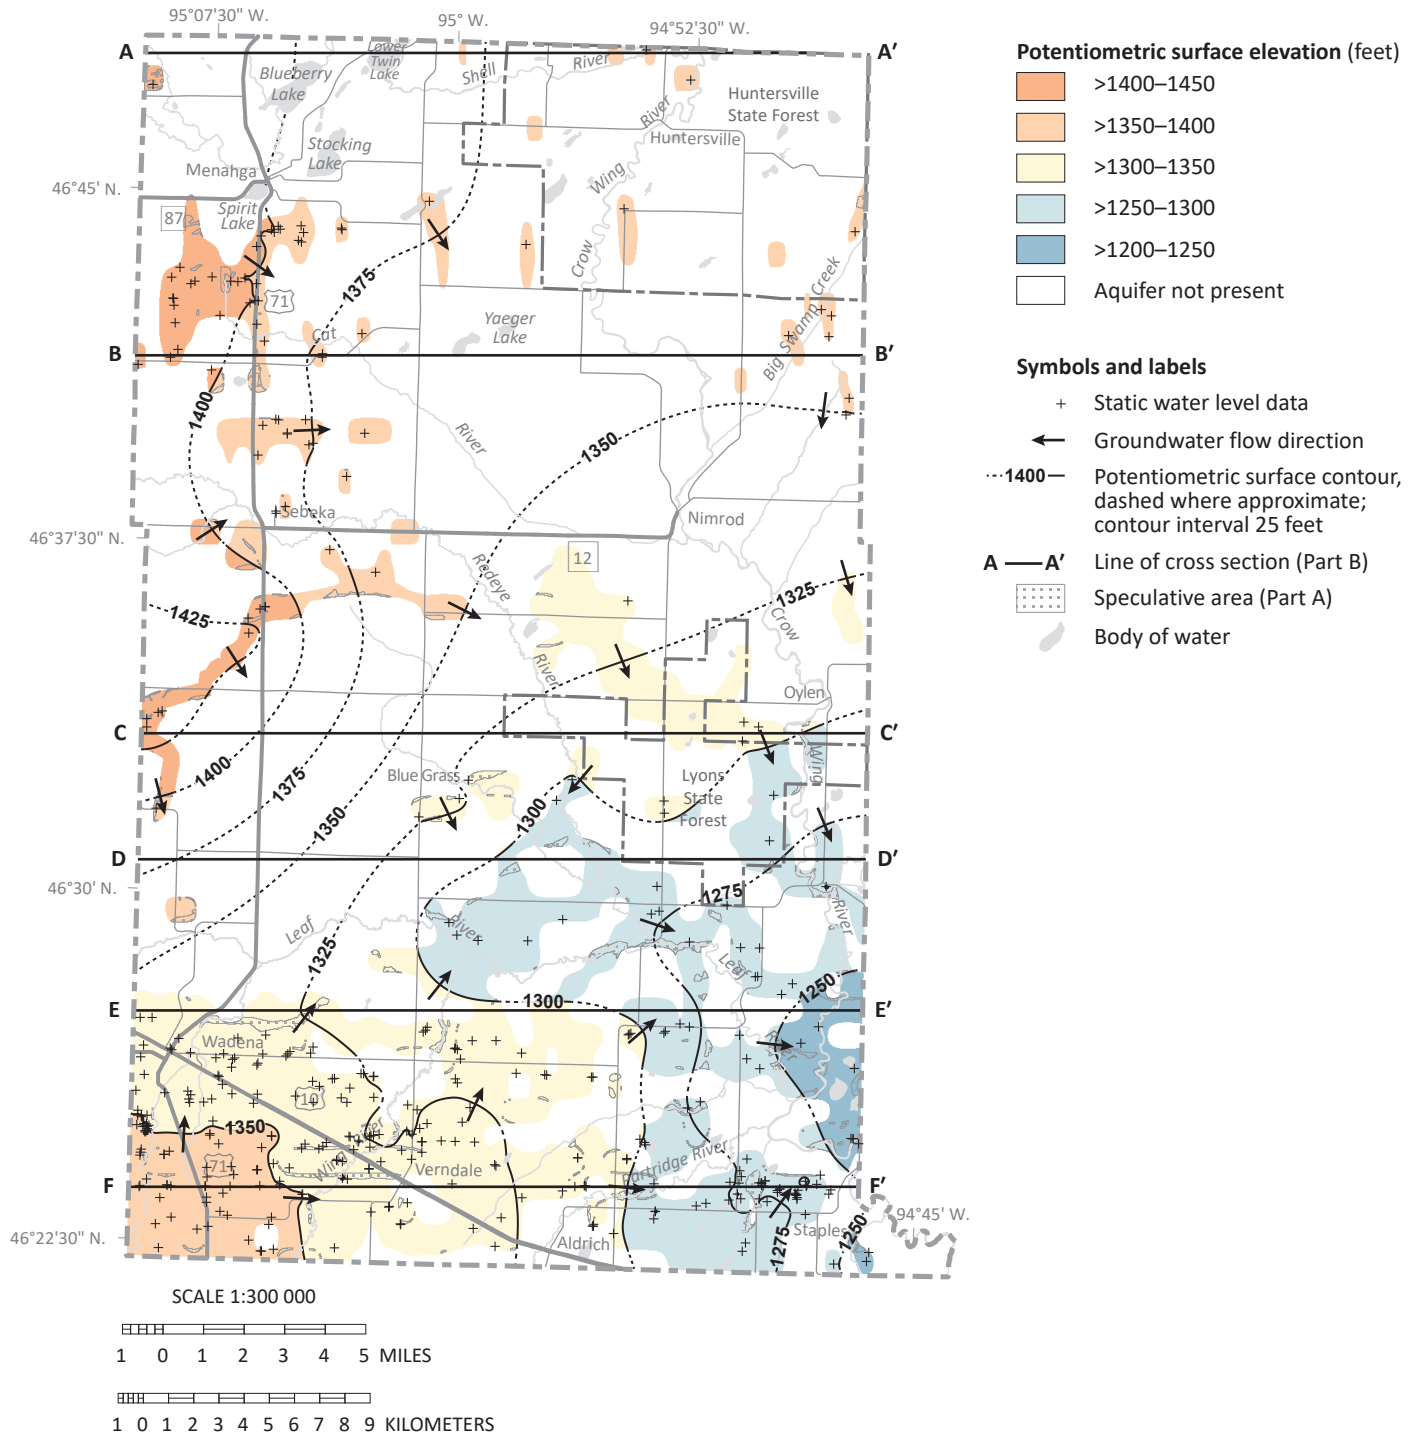 95°07'30" W.
95° W.
94°52'30" W.
A
A′
Lower
Twin
Lake
Blueberry
Lake
Shell
River
Huntersville
State Forest
River
Huntersville
Stocking
Lake
Menahga
46°45' N.
Wing
87
Spirit
Lake
Crow
1375
71
Creek
Yaeger
Lake
Cat
Big Swamp
B
B′
1400
1350
River
Sebeka
Nimrod
46°37'30" N.
12
Redeye
1425
1325
Crow
River
Oylen
C
C′
Wing
1400
1375
Blue Grass
Lyons
State
Forest
1350
1300
D
D′
46°30' N.
1275
River
Leaf
River
1325
Leaf
1250
E
1300
E′
Wadena
10
1350
71
Wing River
Verndale
Partridge River
F
F′
94°45' W.
46°22'30" N.
Aldrich
1275
Staples
1250
SCALE 1:300 000
1 0 1 2 3 4 5 MILES
1 0 1 2 3 4 5 6 7 8 9 KILOMETERS
Potentiometric surface elevation (feet)
>1400–1450
>1350–1400
>1300–1350
>1250–1300
>1200–1250
Aquifer not present
Symbols and labels
Static water level data
Groundwater flow direction
1400
Potentiometric surface contour,
dashed where approximate;
contour interval 25 feet
A A′ Line of cross section (Part B)
Speculative area (Part A)
Body of water